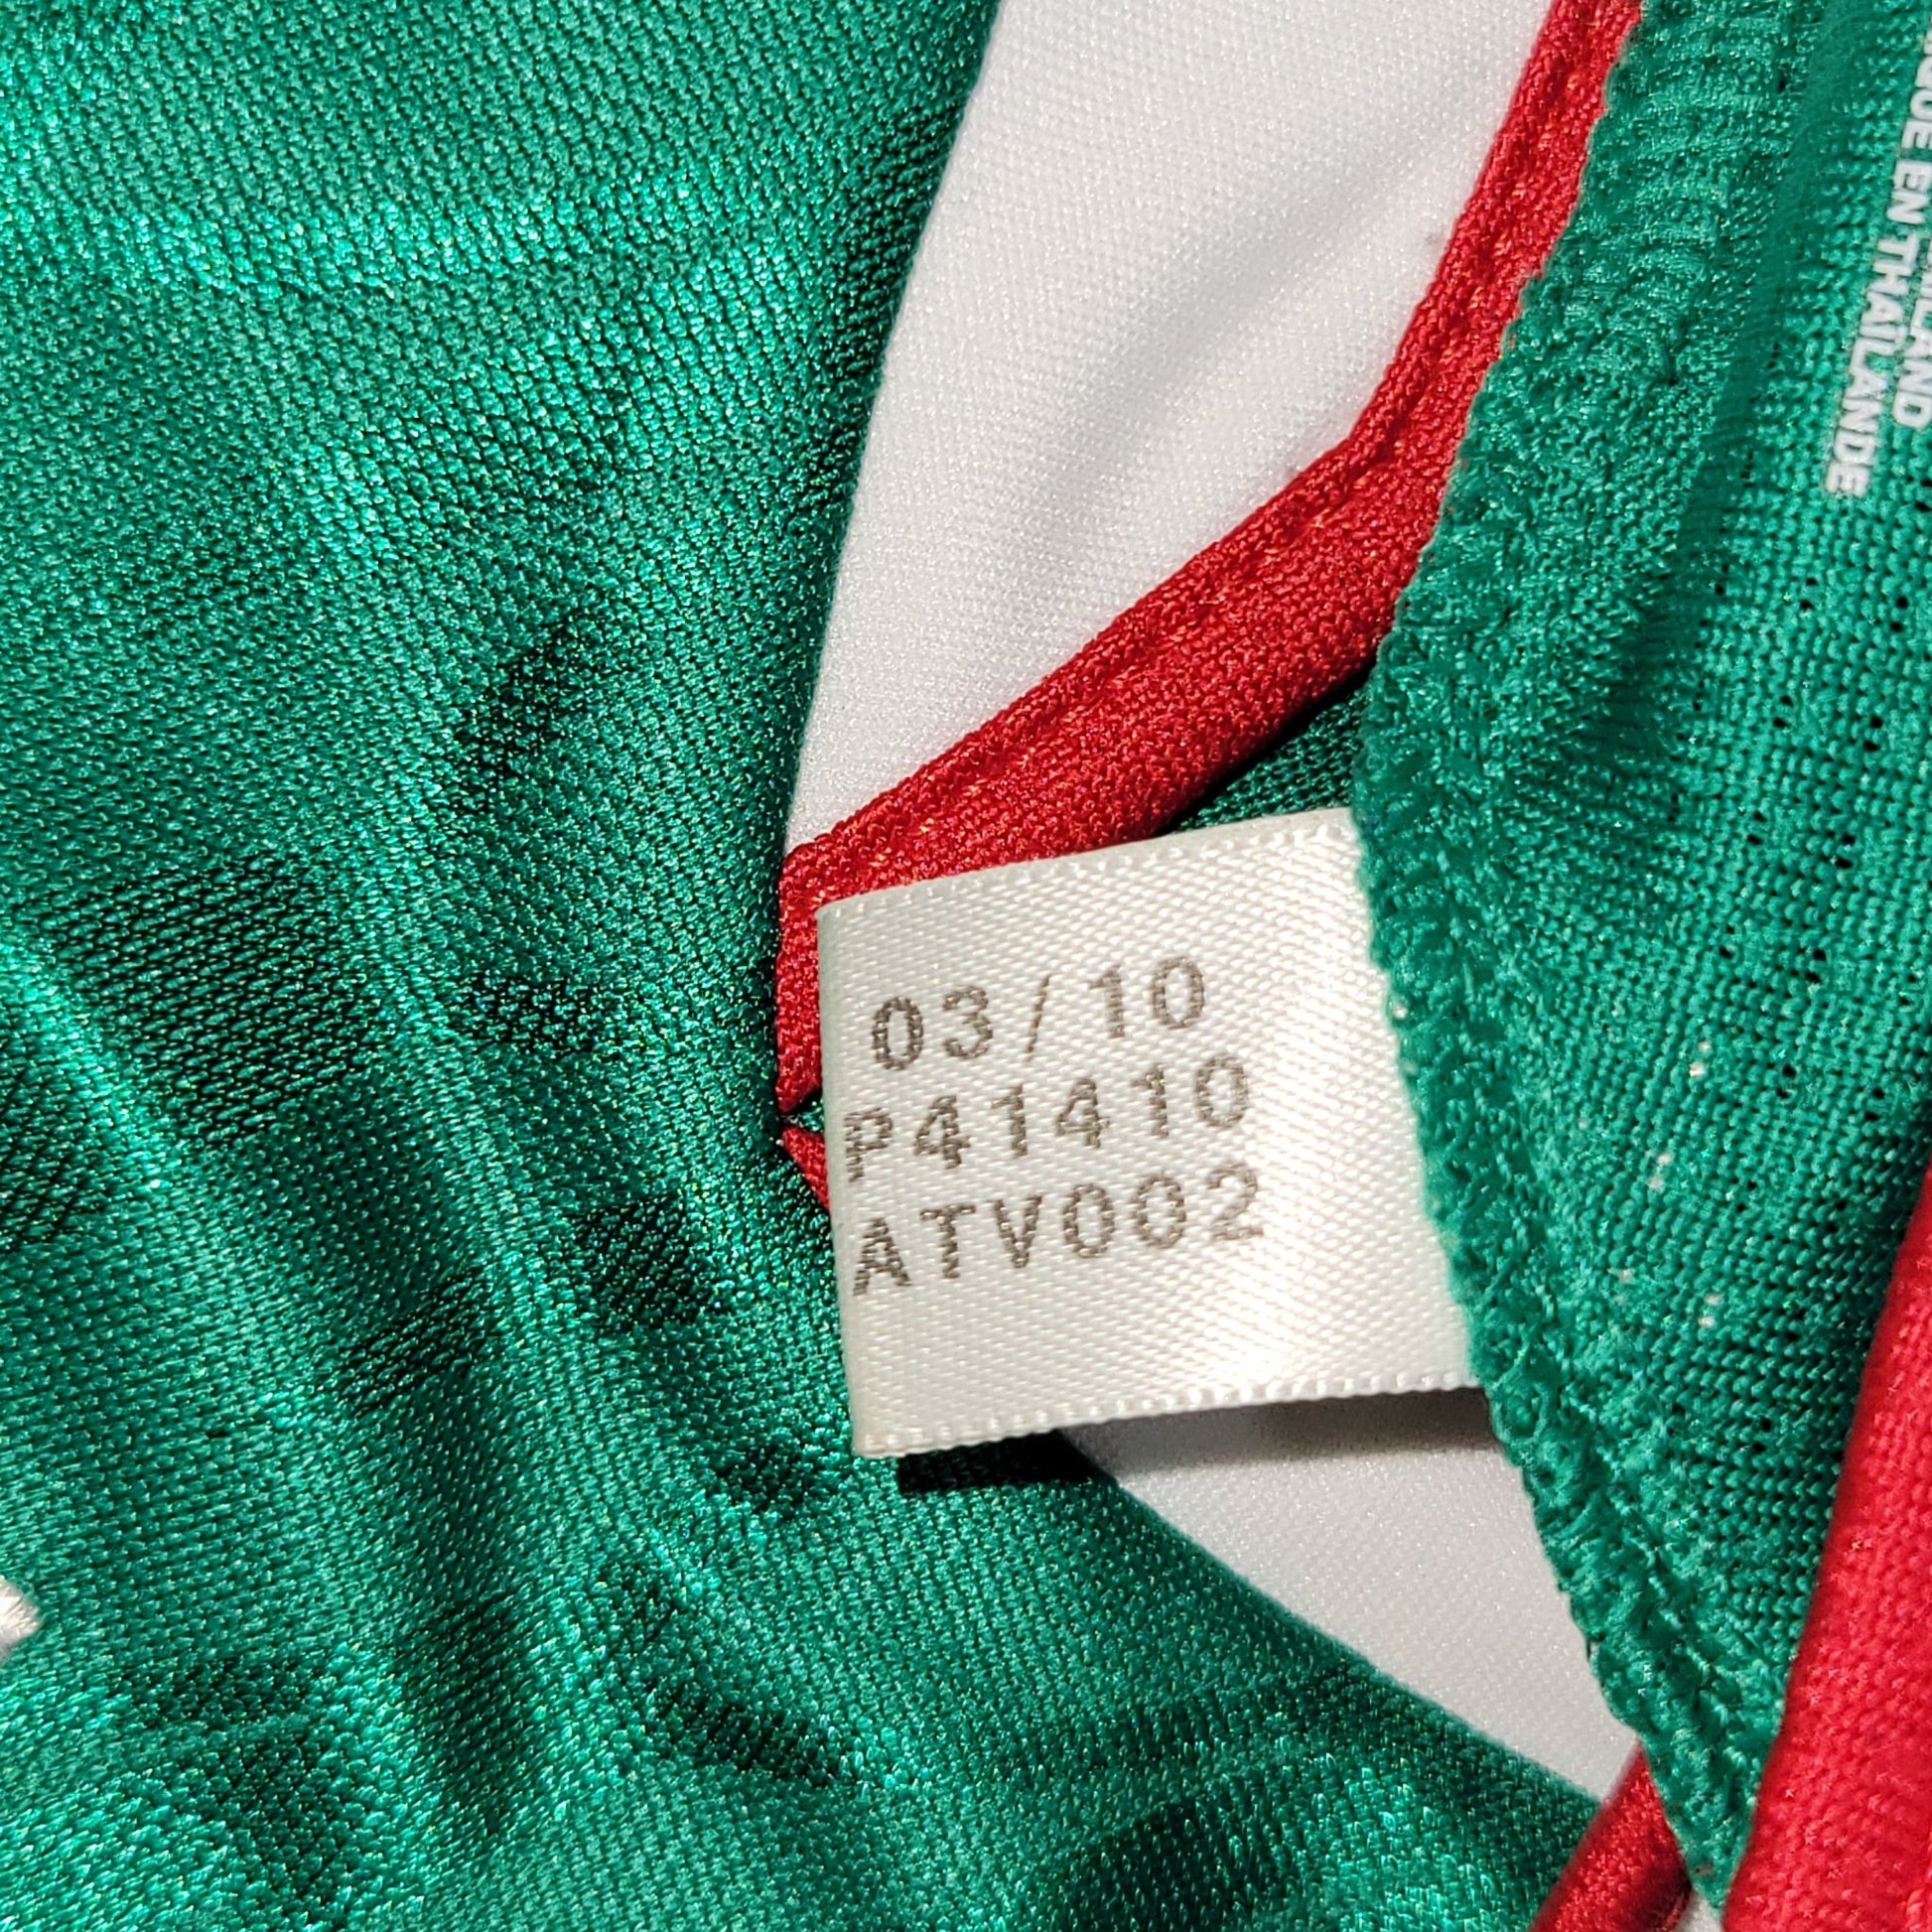 03/10
P41410
ATV002
EN THAILANDE